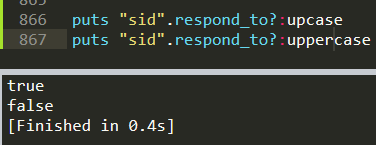 866 puts "sid".respond_to?:upcase
867 puts "sid".respond_to?:uppercase
true
false
[Finished in 0.4s]